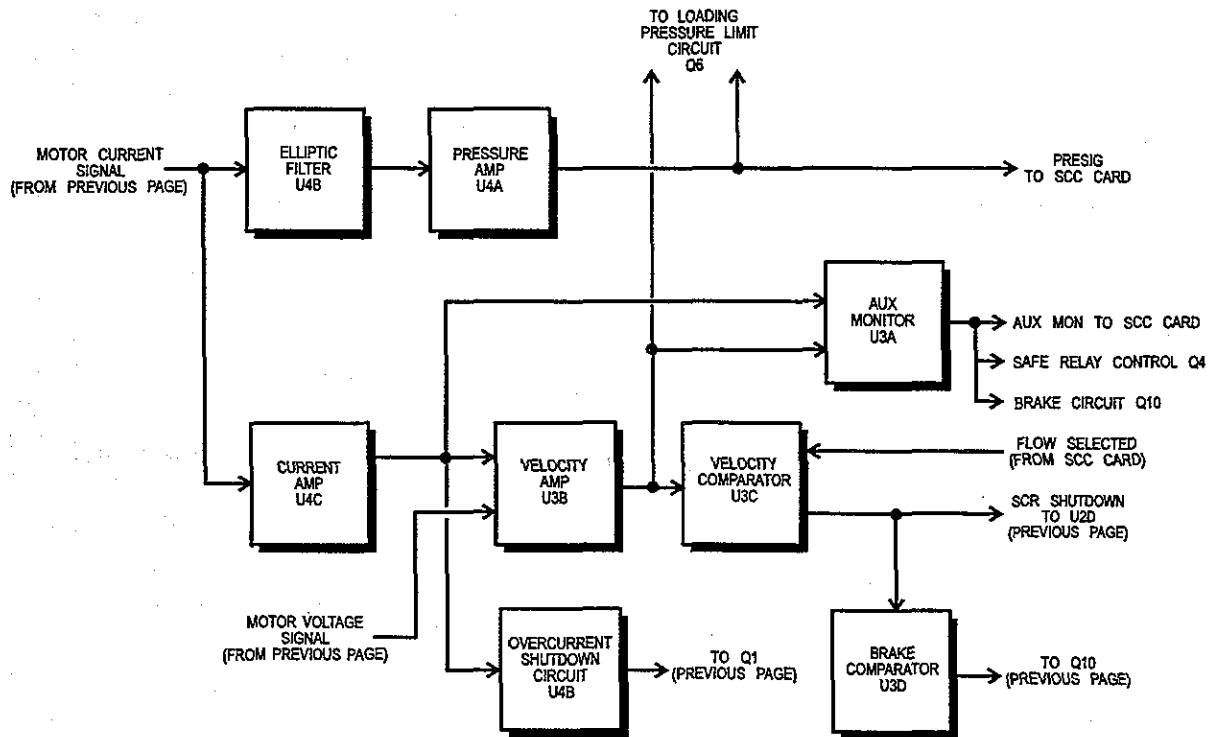 TO LOADING
PRESSURE LIMIT
CIRCUIT
Q6
MOTOR CURRENT
SIGNAL
(FROM PREVIOUS PAGE)
ELLIPTIC
FILTER
U4B
PRESSURE
AMP
U4A
PRESIG
TO SCC CARD
AUX
MONITOR
U3A
AUX MON TO SCC CARD
SAFE RELAY CONTROL Q4
BRAKE CIRCUIT Q10
CURRENT
AMP
U4C
VELOCITY
AMP
U3B
VELOCITY
COMPARATOR
U3C
FLOW SELECTED
(FROM SCC CARD)
SCR SHUTDOWN
TO U2D
(PREVIOUS PAGE)
MOTOR VOLTAGE
SIGNAL
(FROM PREVIOUS PAGE)
OVERCURRENT
SHUTDOWN
CIRCUIT
U4B
TO Q1
(PREVIOUS PAGE)
BRAKE
COMPARATOR
U3D
TO Q10
(PREVIOUS PAGE)